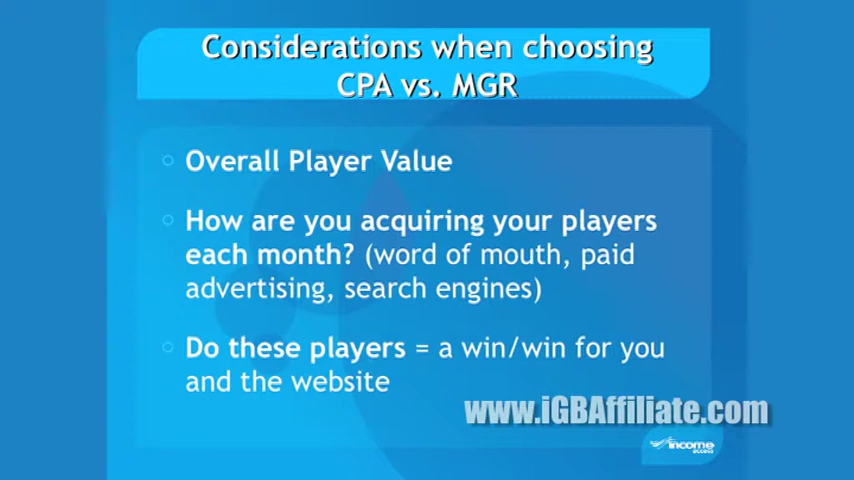 Considerations when choosing
CPA vs. MGR
Overall Player Value
How are you acquiring your players
each month? (word of mouth, paid
advertising, search engines)
Do these players = a win/win for you
and the website
www.iGBAffiliate.com
income
access